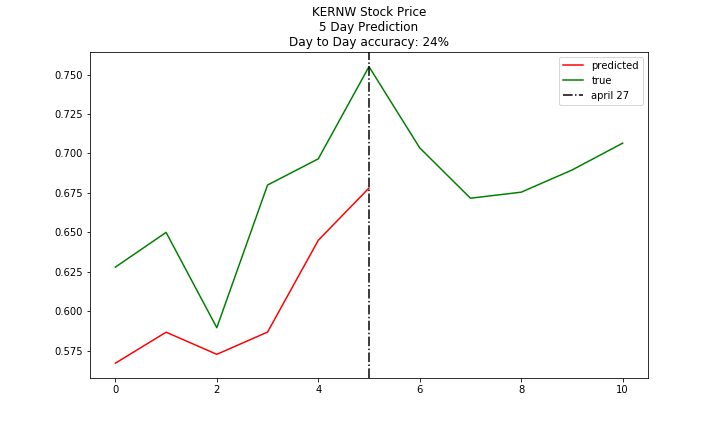 KERNW Stock Price
5 Day Prediction
Day to Day accuracy: 24%
predicted
true
april 27
0.750
0.725
0.700
0.675
0.650
0.625
0.600
0.575
0
2
4
6
8
10